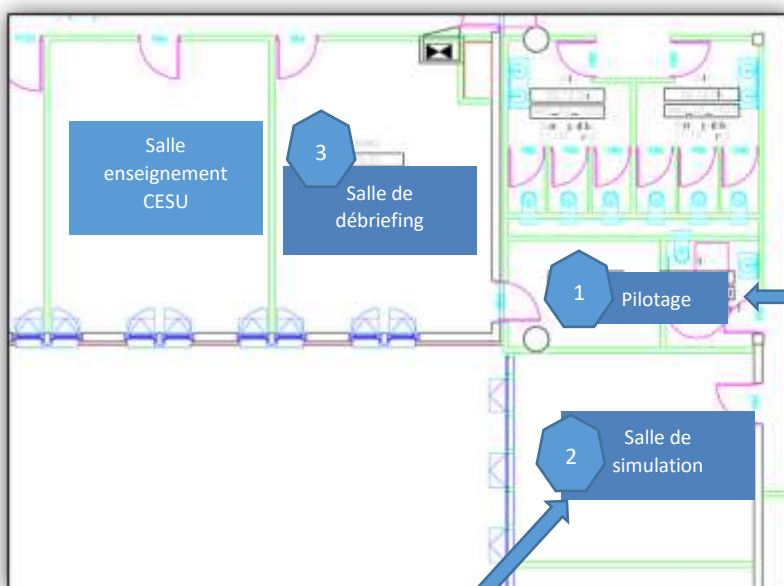 Salle
enseignement
CESU
3
Salle de
débriefing
1
Pilotage
2
Salle de
simulation